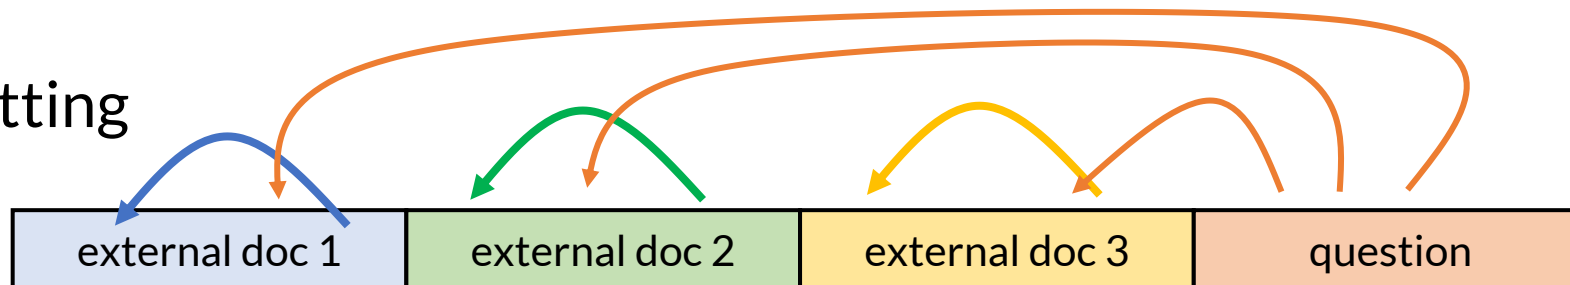 tting
external doc 1
external doc 2
external doc 3
question